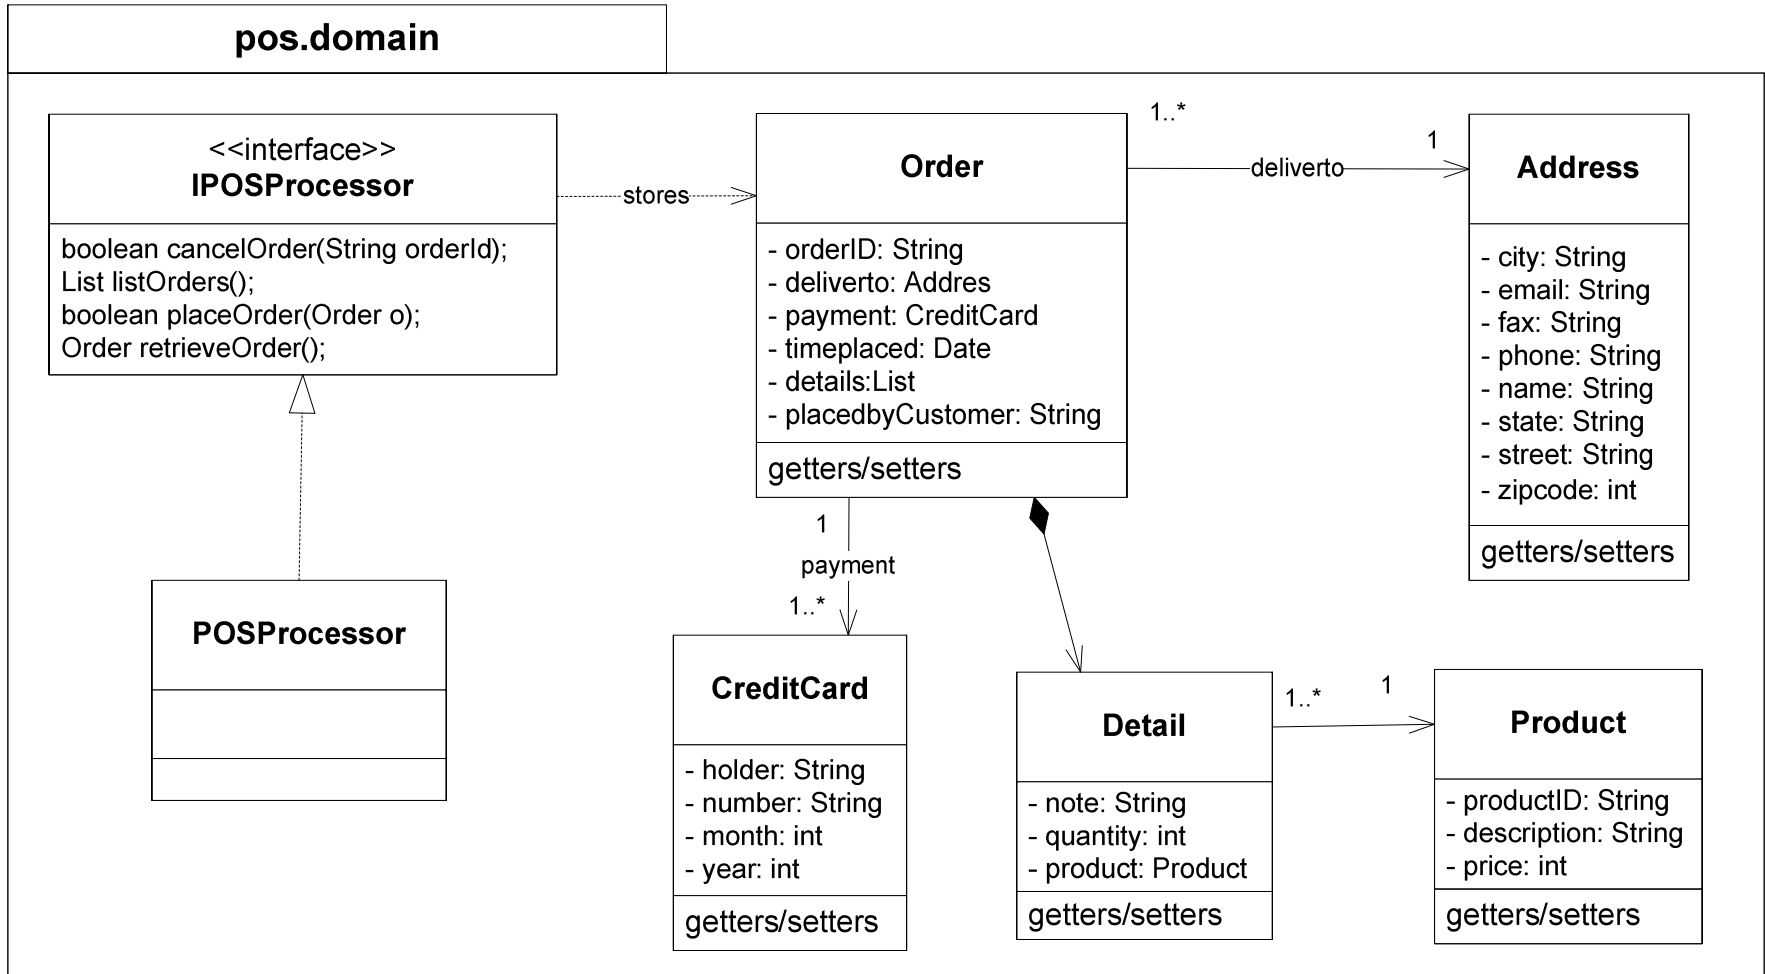 pos.domain
<<interface>>
IPOSProcessor
boolean cancelOrder(String orderId);
List listOrders();
boolean placeOrder(Order o);
Order retrieveOrder();
stores
Order
- orderID: String
- deliverto: Addres
- payment: CreditCard
- timeplaced: Date
- details:List
- placedbyCustomer: String
getters/setters
1..*
1
deliverto
Address
- city: String
- email: String
- fax: String
- phone: String
- name: String
- state: String
- street: String
- zipcode: int
getters/setters
POSProcessor
1
payment
1..*
CreditCard
- holder: String
- number: String
- month: int
- year: int
getters/setters
Detail
- note: String
- quantity: int
- product: Product
getters/setters
1..*
1
Product
- productID: String
- description: String
- price: int
getters/setters